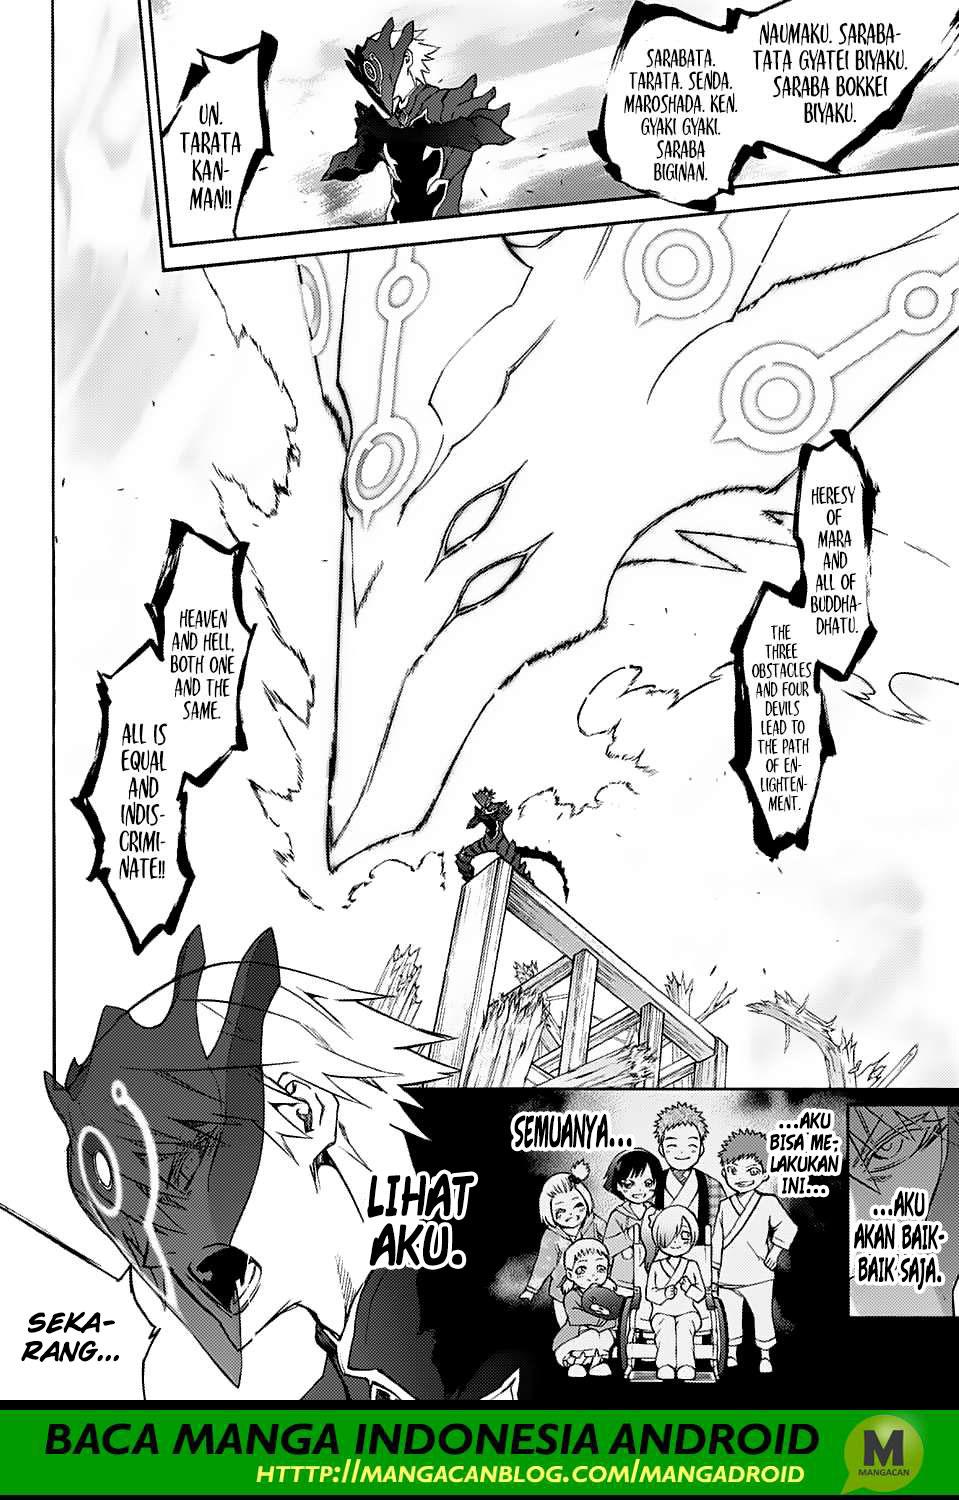 NAUMAKU. SARABA-
TATA GYATEI BIYAKU.
SARABA BOKKEI
BIYAKU.
SARABATA.
TARATA. SENDA.
MAROSHADA. KEN.
GYAKI GYAKI.
SARABA
BIGINAN.
UN.
TARATA
KAN-
MAN!!
HERESY
OF
MARA
AND
ALL OF
BUDDHA-
DHATU.
THE
THREE
OBSTACLES
AND FOUR
DEVILS
LEAD TO
THE PATH
OF EN-
LIGHTEN-
MENT.
HEAVEN
AND HELL,
BOTH ONE
AND THE
SAME.
ALL IS
EQUAL
AND
INDIS-
CRIMI-
NATE!!
...AKU
AKAN BAIK-
BAIK SAJA.
...AKU
BISA ME-
LAKUKAN
INI...
SEMUANYA...
LIHAT
AKU.
SEKA-
RANG...
BACA MANGA INDONESIA ANDROID
HTTTP://MANGACANBLOG.COM/MANGADROID
M
MANGACAN